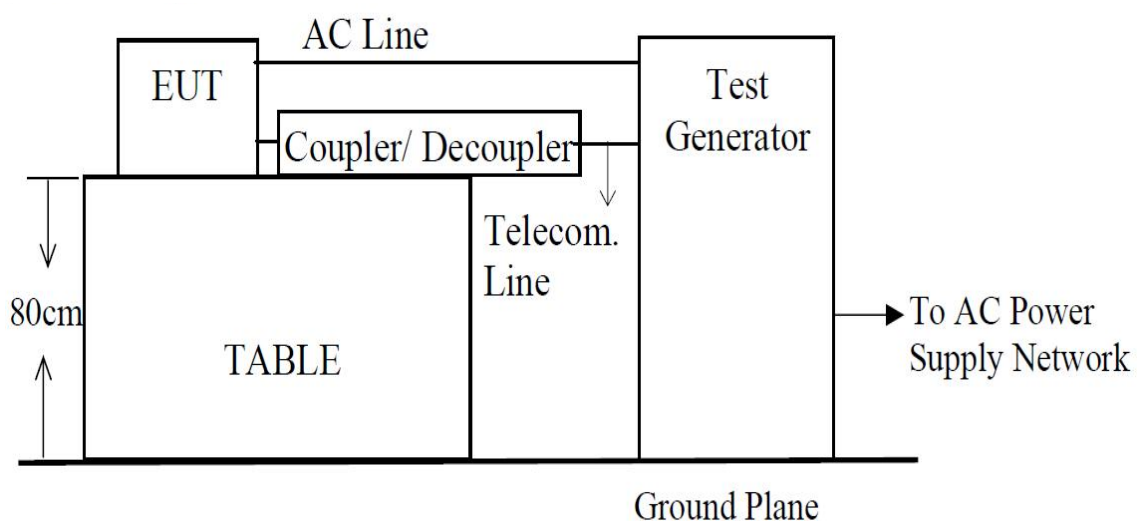 AC Line
EUT
Test
Generator
Coupler/ Decoupler
Telecom.
Line
80cm
TABLE
To AC Power
Supply Network
Ground Plane